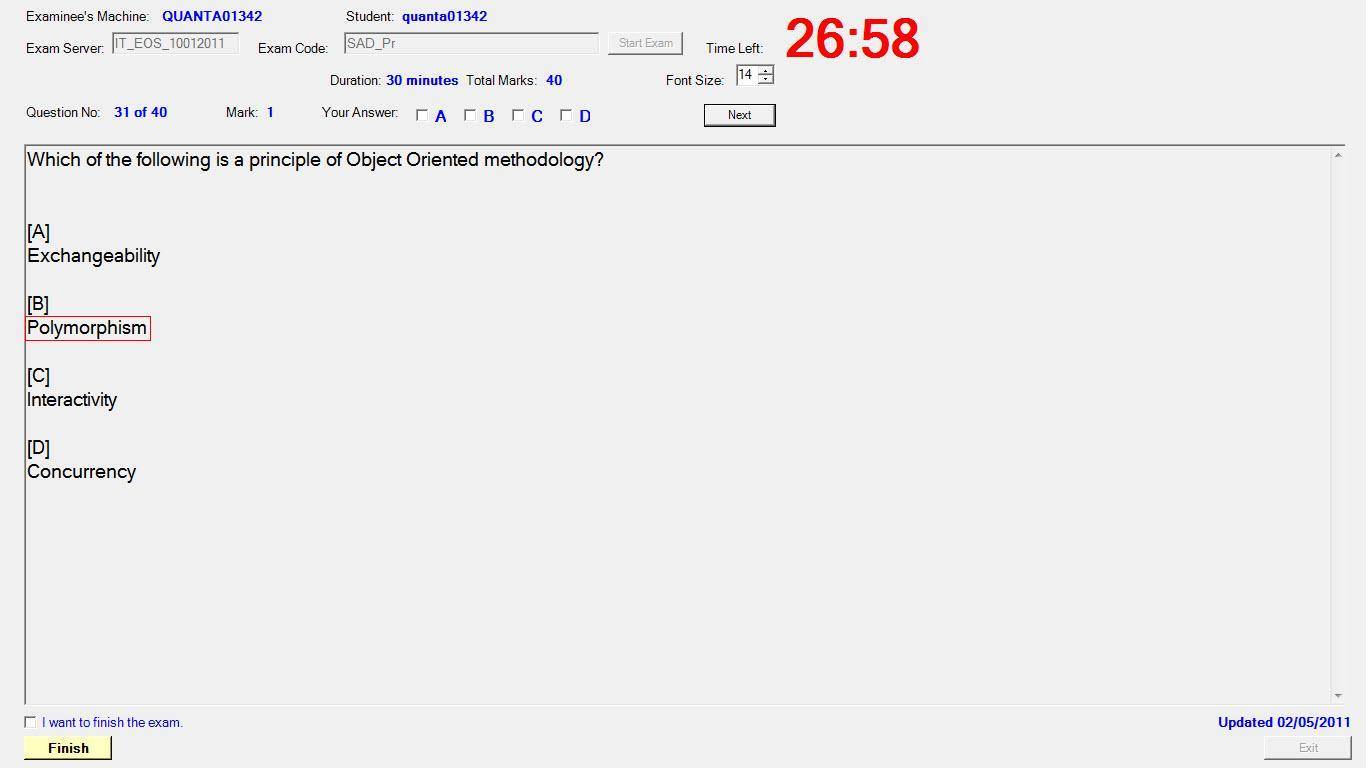 Examinee's Machine: QUANTA01342 Student: quanta01342
Exam Server: IT_EOS_10012011 Exam Code: SAD_Pr Start Exam Time Left: 26:58
Duration: 30 minutes Total Marks: 40 Font Size: 14
Question No: 31 of 40 Mark: 1 Your Answer: A B C D Next
Which of the following is a principle of Object Oriented methodology?
[A]
Exchangeability
[B]
Polymorphism
[C]
Interactivity
[D]
Concurrency
I want to finish the exam. Updated 02/05/2011
Finish Exit